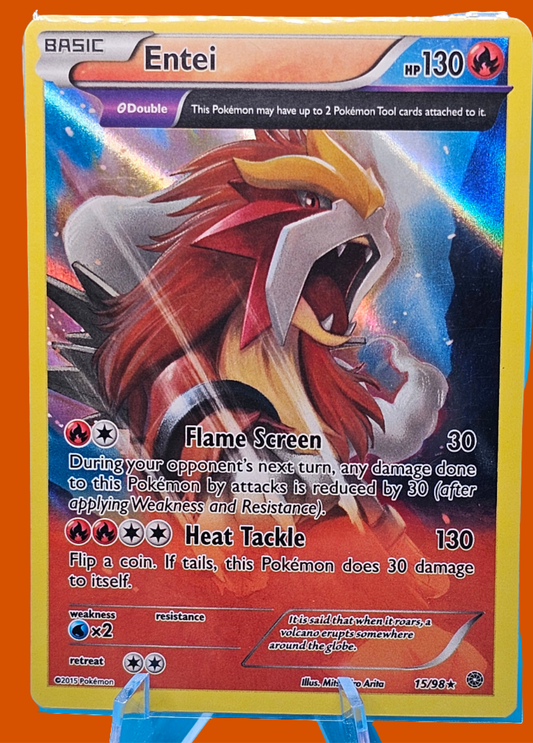 BASIC
Entei
HP130
Double
This Pokémon may have up to 2 Pokémon Tool cards attached to it.
Flame Screen 30
During your opponent's next turn, any damage done
to this Pokémon by attacks is reduced by 30 (after
applying Weakness and Resistance).
Heat Tackle 130
Flip a coin. If tails, this Pokémon does 30 damage
to itself.
weakness resistance
×2
It is said that when it roars, a
volcano erupts somewhere
around the globe.
retreat
©2015 Pokémon
Illus. Arita
15/98